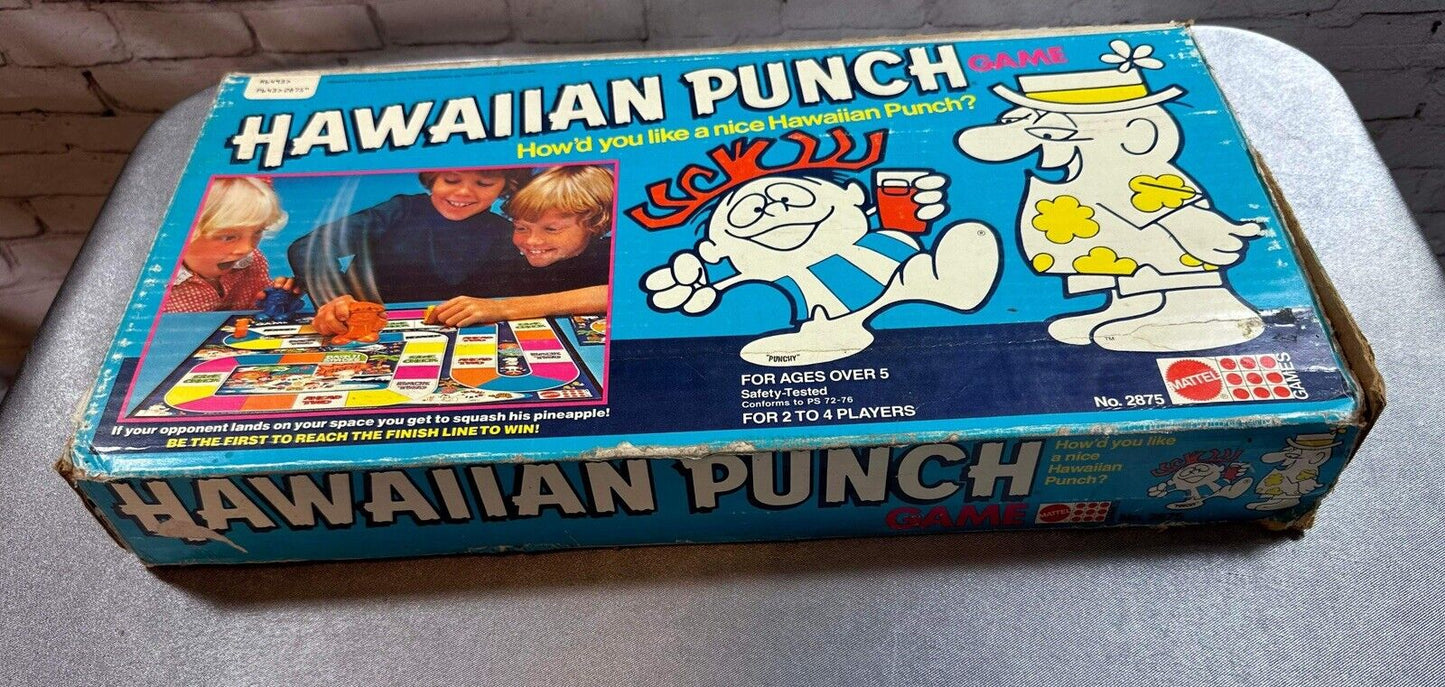 HAWAIIAN PUNCH GAME
How'd you like a nice Hawaiian Punch?
®
"PUNCHY"
TM
If your opponent lands on your space you get to squash his pineapple!
BE THE FIRST TO REACH THE FINISH LINE TO WIN!
FOR AGES OVER 5
Safety-Tested
Conforms to PS 72-76
FOR 2 TO 4 PLAYERS
No. 2875
MATTEL
GAMES
HAWAIIAN PUNCH
GAME
MATTEL
How'd you like
a nice
Hawaiian
Punch?